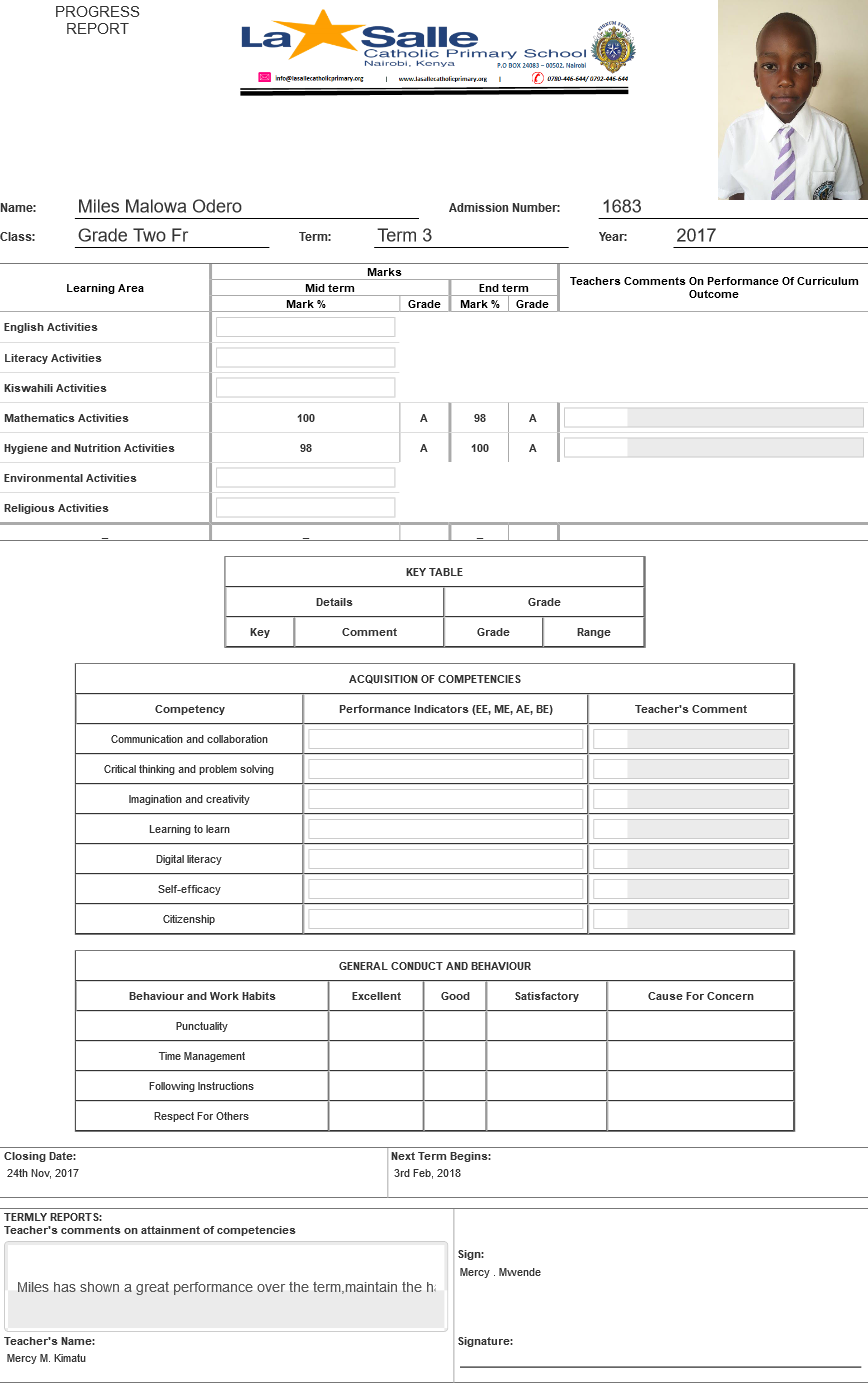 PROGRESS
REPORT
La Salle
Catholic Primary School
Nairobi, Kenya
P.O BOX 24083 – 00502, Nairobi
info@lasallecatholicprimary.org | www.lasallecatholicprimary.org | 0780-446-644/ 0792-446-644
Name: Miles Malowa Odero Admission Number: 1683
Class: Grade Two Fr Term: Term 3 Year: 2017
Learning Area Marks Teachers Comments On Performance Of Curriculum Outcome
Mid term End term
Mark % Grade Mark % Grade
English Activities
Literacy Activities
Kiswahili Activities
Mathematics Activities 100 A 98 A
Hygiene and Nutrition Activities 98 A 100 A
Environmental Activities
Religious Activities
– – –
KEY TABLE
Details Grade
Key Comment Grade Range
ACQUISITION OF COMPETENCIES
Competency Performance Indicators (EE, ME, AE, BE) Teacher's Comment
Communication and collaboration
Critical thinking and problem solving
Imagination and creativity
Learning to learn
Digital literacy
Self-efficacy
Citizenship
GENERAL CONDUCT AND BEHAVIOUR
Behaviour and Work Habits Excellent Good Satisfactory Cause For Concern
Punctuality
Time Management
Following Instructions
Respect For Others
Closing Date: Next Term Begins:
24th Nov, 2017 3rd Feb, 2018
TERMLY REPORTS:
Teacher's comments on attainment of competencies
Miles has shown a great performance over the term,maintain the
Sign:
Mercy . Mwende
Teacher's Name: Signature:
Mercy M. Kimatu